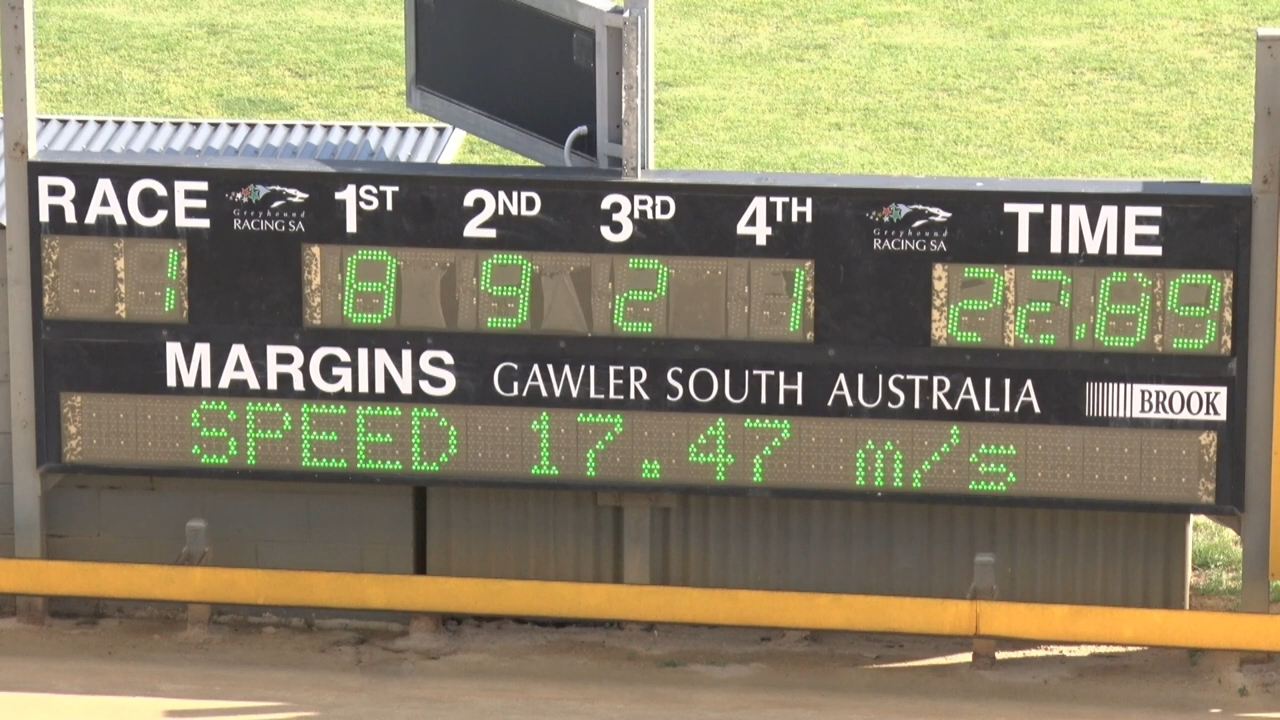 RACE Greyhound RACING SA 1ST 2ND 3RD 4TH Greyhound RACING SA TIME
1 8 9 2 1 22.89
MARGINS GAWLER SOUTH AUSTRALIA BROOK
SPEED 17.47 m/s